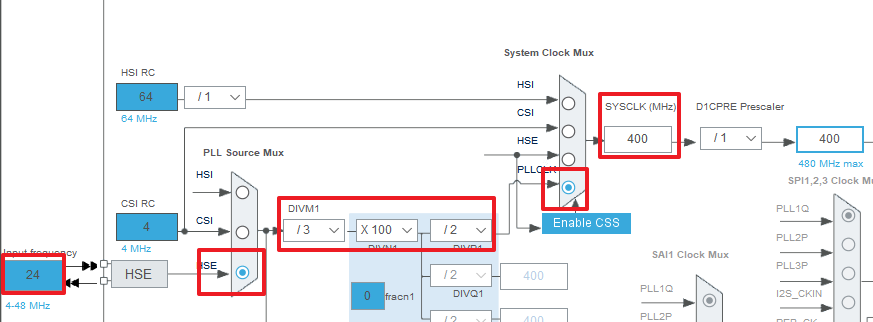 System Clock Mux
HSI RC
64
/ 1
64 MHz
HSI
CSI
HSE
PLLCLK
SYSCLK (MHz)
400
D1CPRE Prescaler
/ 1
400
480 MHz max
Enable CSS
PLL Source Mux
HSI
CSI
HSE
CSI RC
4
4 MHz
Input frequency
24
4-48 MHz
HSE
DIVM1
/ 3
X 100
/ 2
DIVN1
DIVP1
/ 2
400
DIVQ1
0
fracn1
/ 2
400
SPI1,2,3 Clock
PLL1Q
PLL2P
PLL3P
I2S_CKIN
PER_CK
SAI1 Clock Mux
PLL1Q
PLL2P